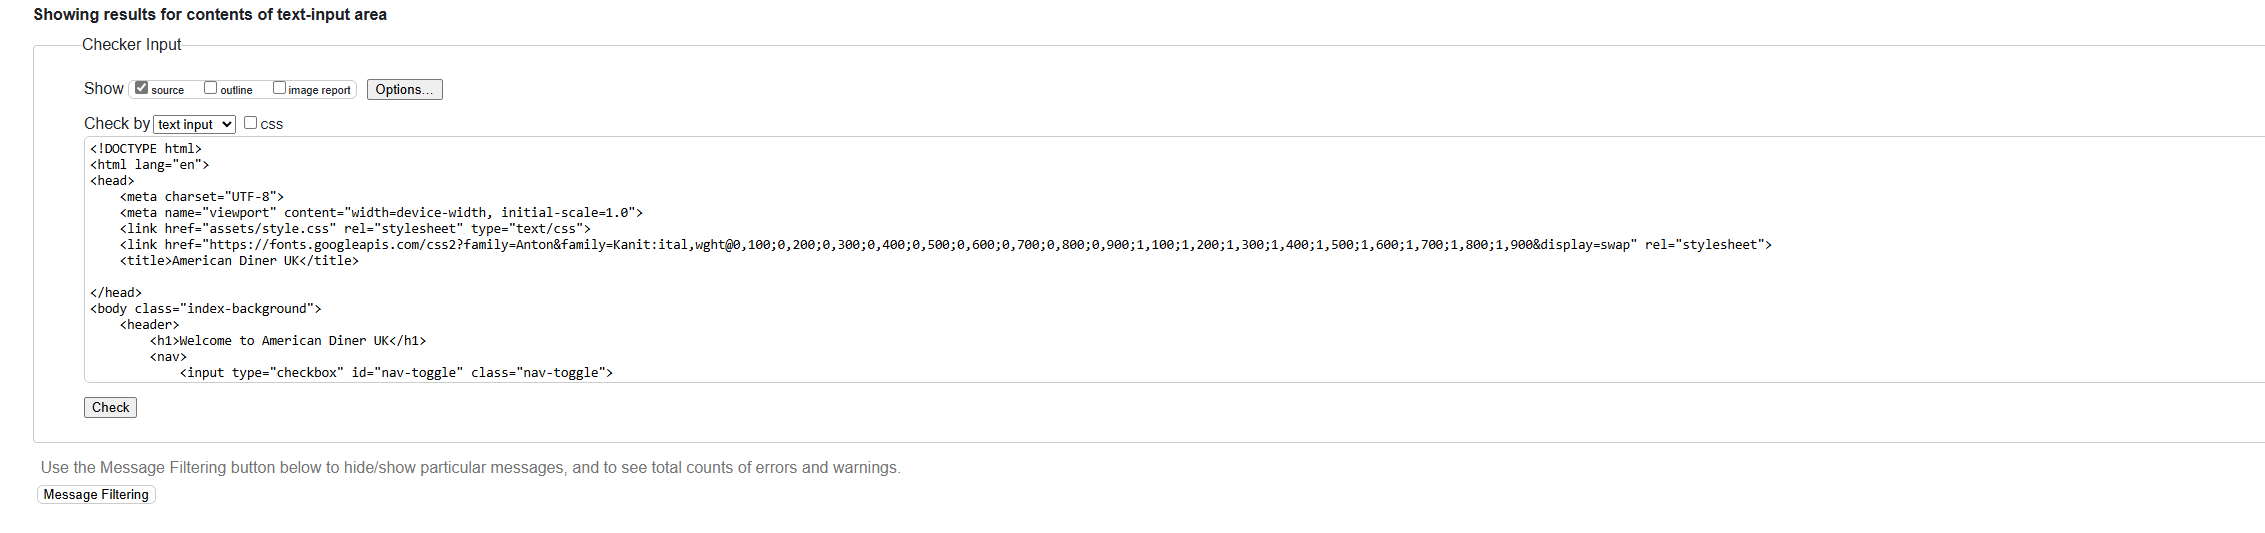 Showing results for contents of text-input area
Checker Input
Show source outline image report Options...
Check by text input css
<!DOCTYPE html>
<html lang="en">
<head>
    <meta charset="UTF-8">
    <meta name="viewport" content="width=device-width, initial-scale=1.0">
    <link href="assets/style.css" rel="stylesheet" type="text/css">
    <link href="https://fonts.googleapis.com/css2?family=Anton&family=Kanit:ital,wght@0,100;0,200;0,300;0,400;0,500;0,600;0,700;0,800;0,900;1,100;1,200;1,300;1,400;1,500;1,600;1,700;1,800;1,900&display=swap" rel="stylesheet">
    <title>American Diner UK</title>
</head>
<body class="index-background">
    <header>
        <h1>Welcome to American Diner UK</h1>
        <nav>
            <input type="checkbox" id="nav-toggle" class="nav-toggle">
Check
Use the Message Filtering button below to hide/show particular messages, and to see total counts of errors and warnings.
Message Filtering